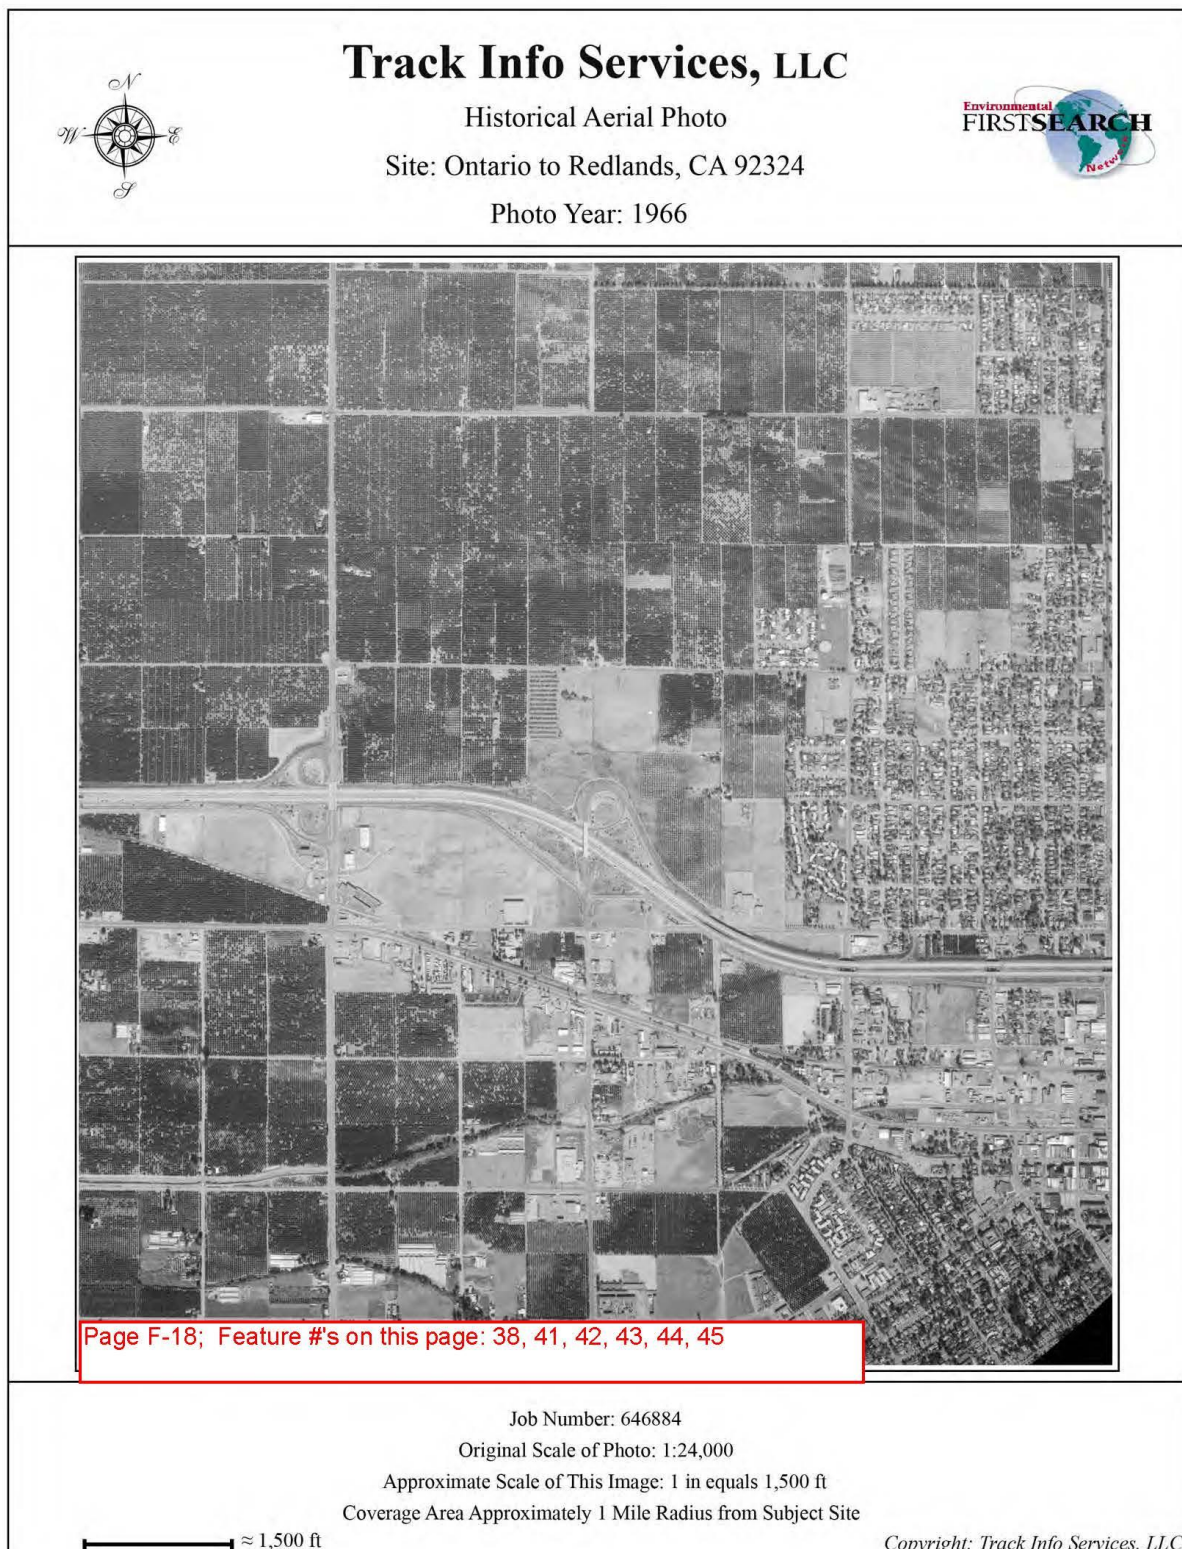 Track Info Services, LLC
Historical Aerial Photo
Site: Ontario to Redlands, CA 92324
Photo Year: 1966
N
W
E
S
Environmental
FIRSTSEARCH
Network
Page F-18;  Feature #'s on this page: 38, 41, 42, 43, 44, 45
Job Number: 646884
Original Scale of Photo: 1:24,000
Approximate Scale of This Image: 1 in equals 1,500 ft
Coverage Area Approximately 1 Mile Radius from Subject Site
≈ 1,500 ft
Copyright: Track Info Services, LLC